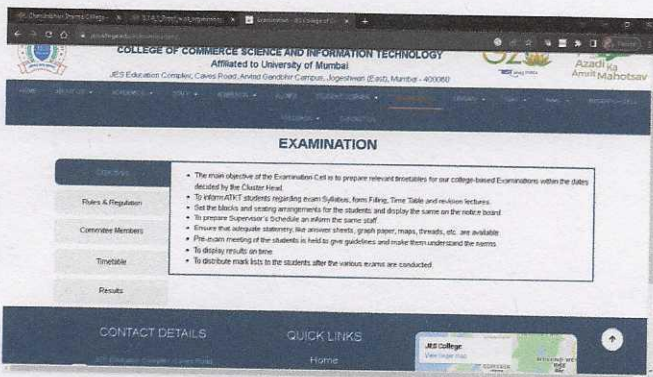 COLLEGE OF COMMERCE SCIENCE AND INFORMATION TECHNOLOGY
Affiliated to University of Mumbai
JES Education Complex, Caves Road, Arvind Gandbhir Campus, Jogeshwari (East), Mumbai - 400060
Azadi Ka
Amrit Mahotsav
HOME
EXAMINATION
Objectives
Rules & Regulation
Committee Members
Timetable
Results
• The main objective of the Examination Cell is to prepare relevant timetables for our college-based Examinations within the dates
decided by the Cluster Head.
• To inform ATKT students regarding exam Syllabus, form Filing, Time Table and revision lectures.
• Set the blocks and seating arrangements for the students and display the same on the notice board
• To prepare Supervisor's Schedule an inform the same staff.
• Ensure that adequate stationery, like answer sheets, graph paper, maps, threads, etc. are available
• Pre-exam meeting of the students is held to give guidelines and make them understand the norms.
• To display results on time
• To distribute mark lists to the students after the various exams are conducted
CONTACT DETAILS
QUICK LINKS
Home
JES College
View larger map